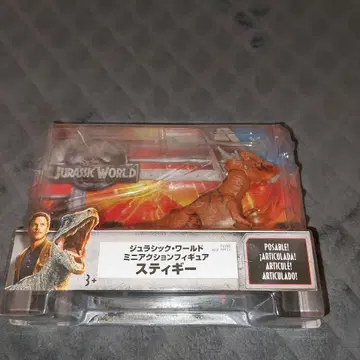 JURASSIC WORLD
ジュラシック・ワールド
ミニアクションフィギュア
スティギー
3+
POSABLE!
¡ARTICULADA!
ARTICULÉ!
ARTICULADO!